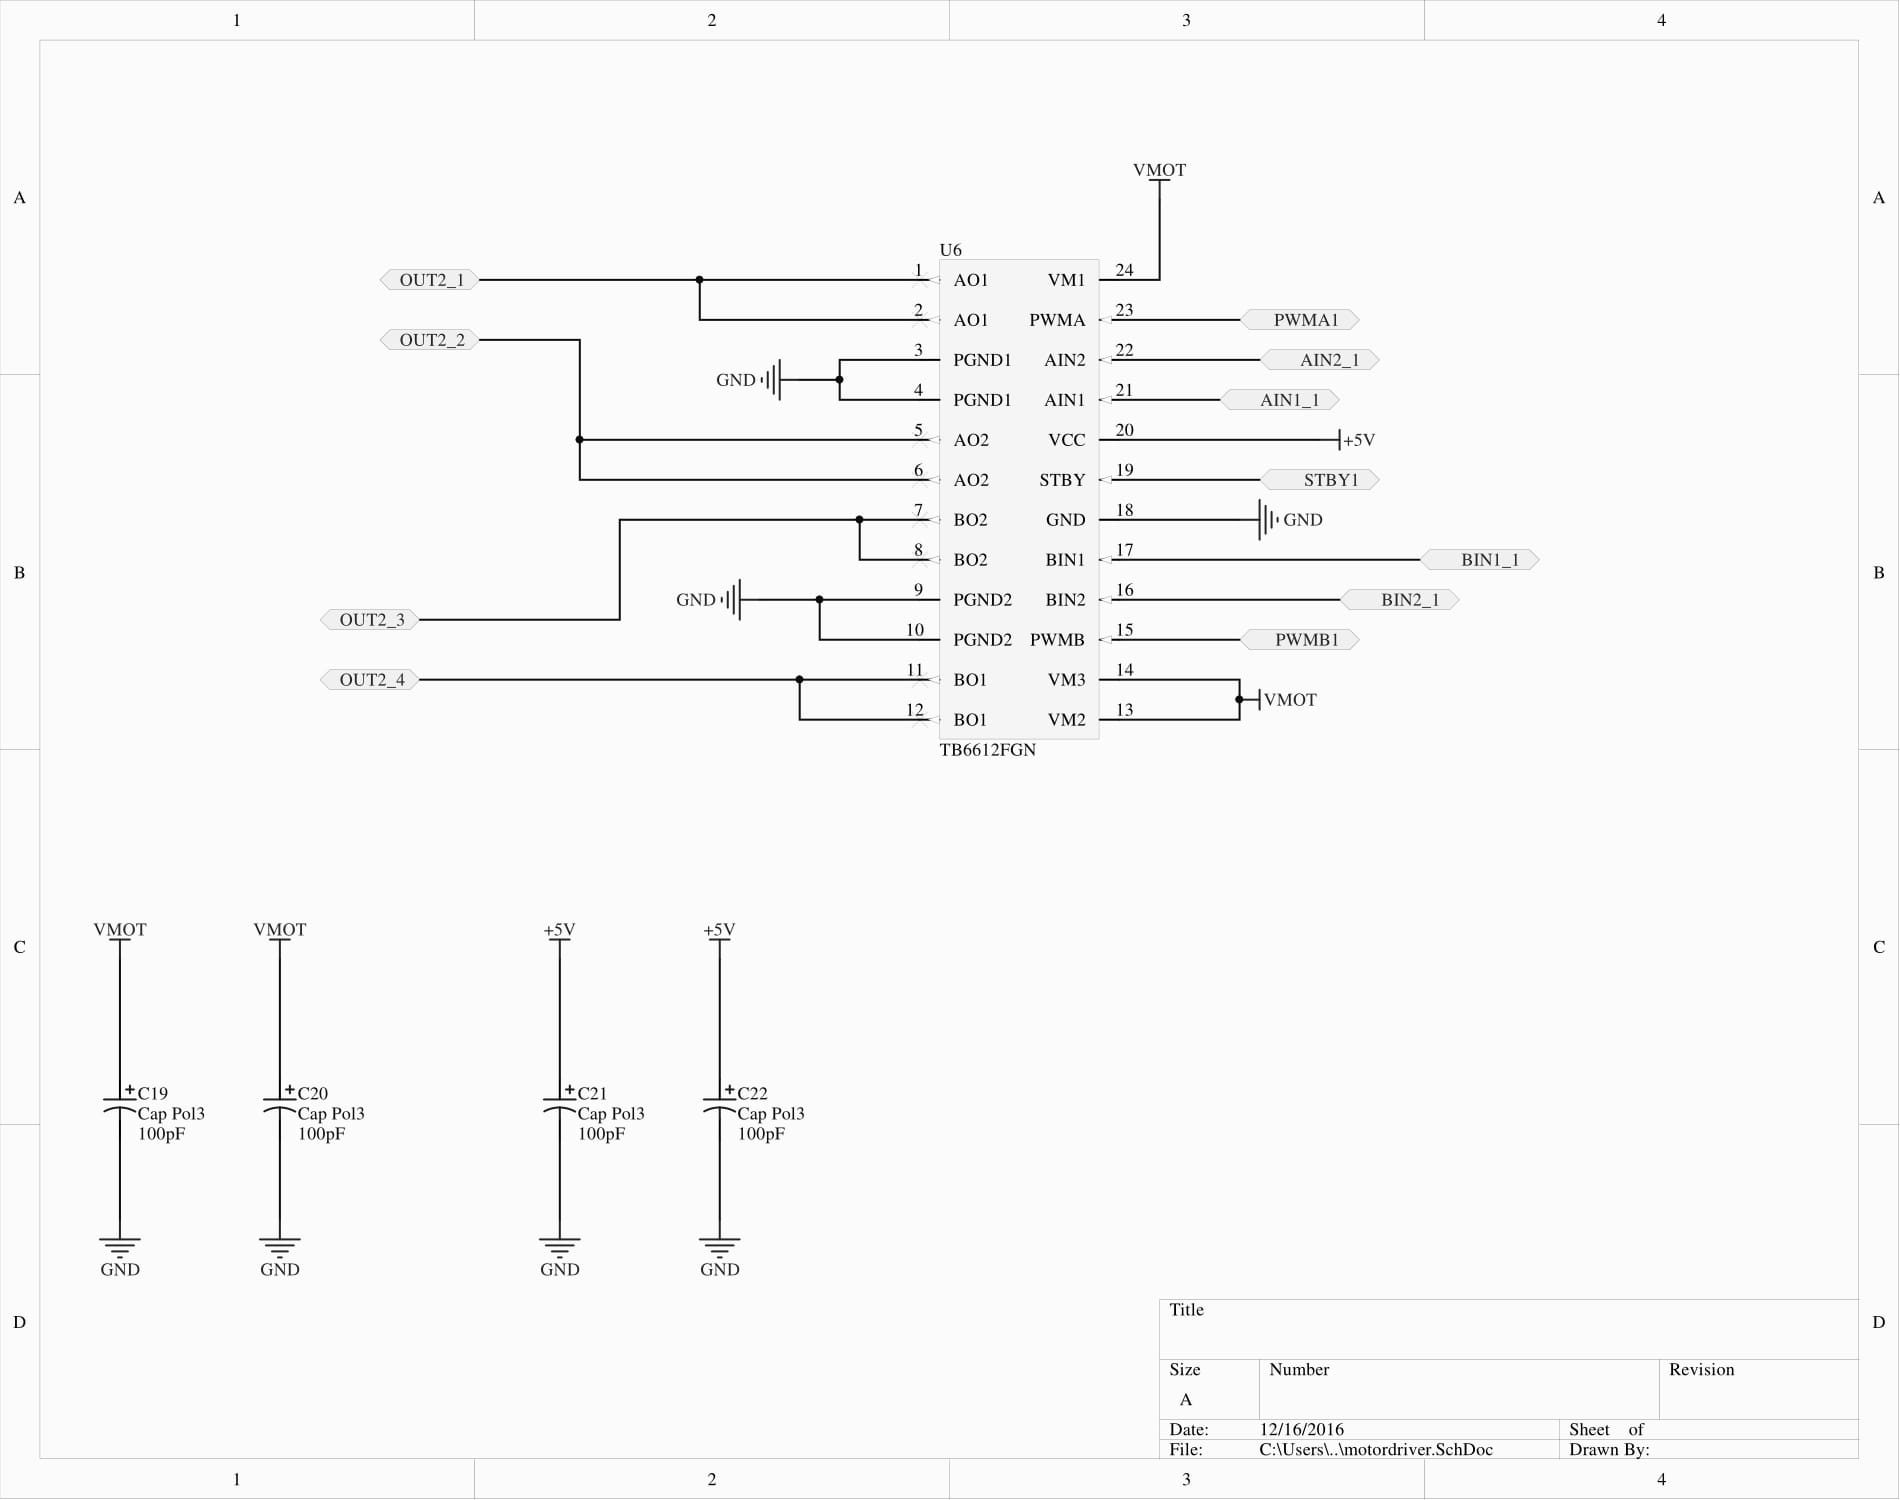 1 2 3 4
A A
VMOT
U6
OUT2_1 1 AO1 VM1 24
2 AO1 PWMA 23 PWMA1
OUT2_2
3 PGND1 AIN2 22 AIN2_1
GND
4 PGND1 AIN1 21 AIN1_1
5 AO2 VCC 20 +5V
6 AO2 STBY 19 STBY1
7 BO2 GND 18 GND
8 BO2 BIN1 17 BIN1_1
B B
GND 9 PGND2 BIN2 16 BIN2_1
OUT2_3
10 PGND2 PWMB 15 PWMB1
OUT2_4 11 BO1 VM3 14
VMOT
12 BO1 VM2 13
TB6612FGN
VMOT VMOT +5V +5V
C C
+ C19 + C20 + C21 + C22
Cap Pol3 Cap Pol3 Cap Pol3 Cap Pol3
100pF 100pF 100pF 100pF
GND GND GND GND
D D
Title
Size Number Revision
A
Date: 12/16/2016 Sheet of
File: C:\Users\..\motordriver.SchDoc Drawn By:
1 2 3 4